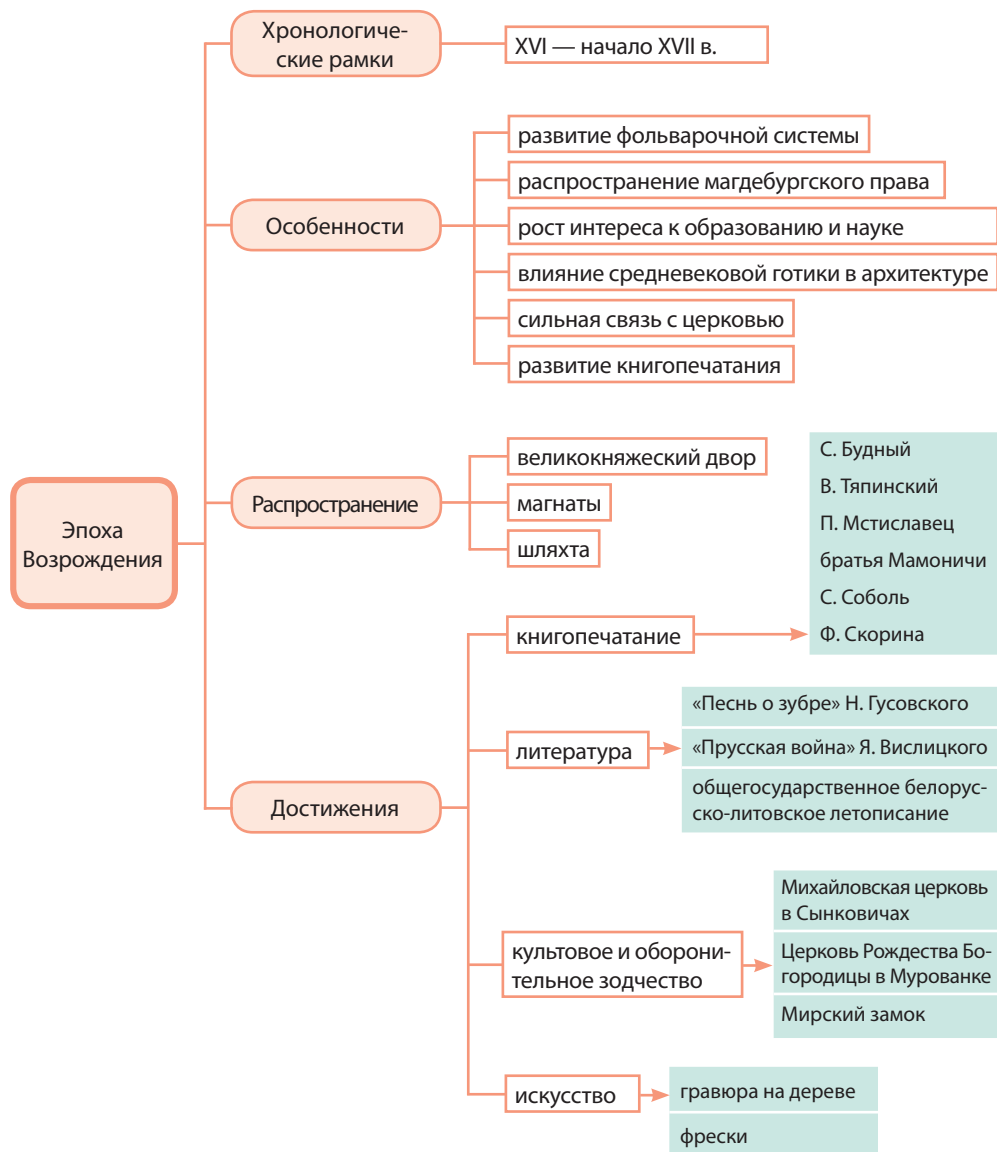 Хронологиче-
ские рамки
XVI — начало XVII в.
Особенности
развитие фольварочной системы
распространение магдебургского права
рост интереса к образованию и науке
влияние средневековой готики в архитектуре
сильная связь с церковью
развитие книгопечатания
Эпоха
Возрождения
Распространение
великокняжеский двор
магнаты
шляхта
Достижения
книгопечатание
С. Будный
В. Тяпинский
П. Мстиславец
братья Мамоничи
С. Соболь
Ф. Скорина
литература
«Песнь о зубре» Н. Гусовского
«Прусская война» Я. Вислицкого
общегосударственное белорус-
ско-литовское летописание
культовое и оборони-
тельное зодчество
Михайловская церковь
в Сынковичах
Церковь Рождества Бо-
городицы в Мурованке
Мирский замок
искусство
гравюра на дереве
фрески